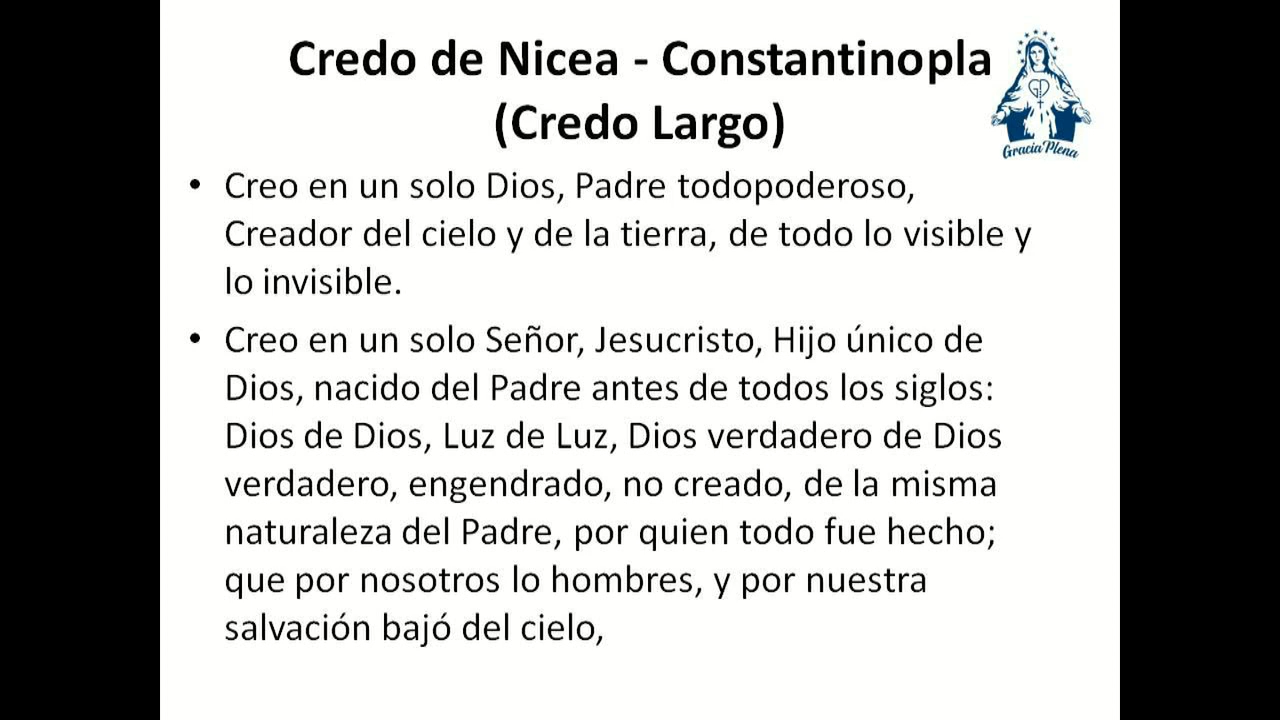 Credo de Nicea - Constantinopla
(Credo Largo)
Gracia Plena
• Creo en un solo Dios, Padre todopoderoso,
Creador del cielo y de la tierra, de todo lo visible y
lo invisible.
• Creo en un solo Señor, Jesucristo, Hijo único de
Dios, nacido del Padre antes de todos los siglos:
Dios de Dios, Luz de Luz, Dios verdadero de Dios
verdadero, engendrado, no creado, de la misma
naturaleza del Padre, por quien todo fue hecho;
que por nosotros lo hombres, y por nuestra
salvación bajó del cielo,